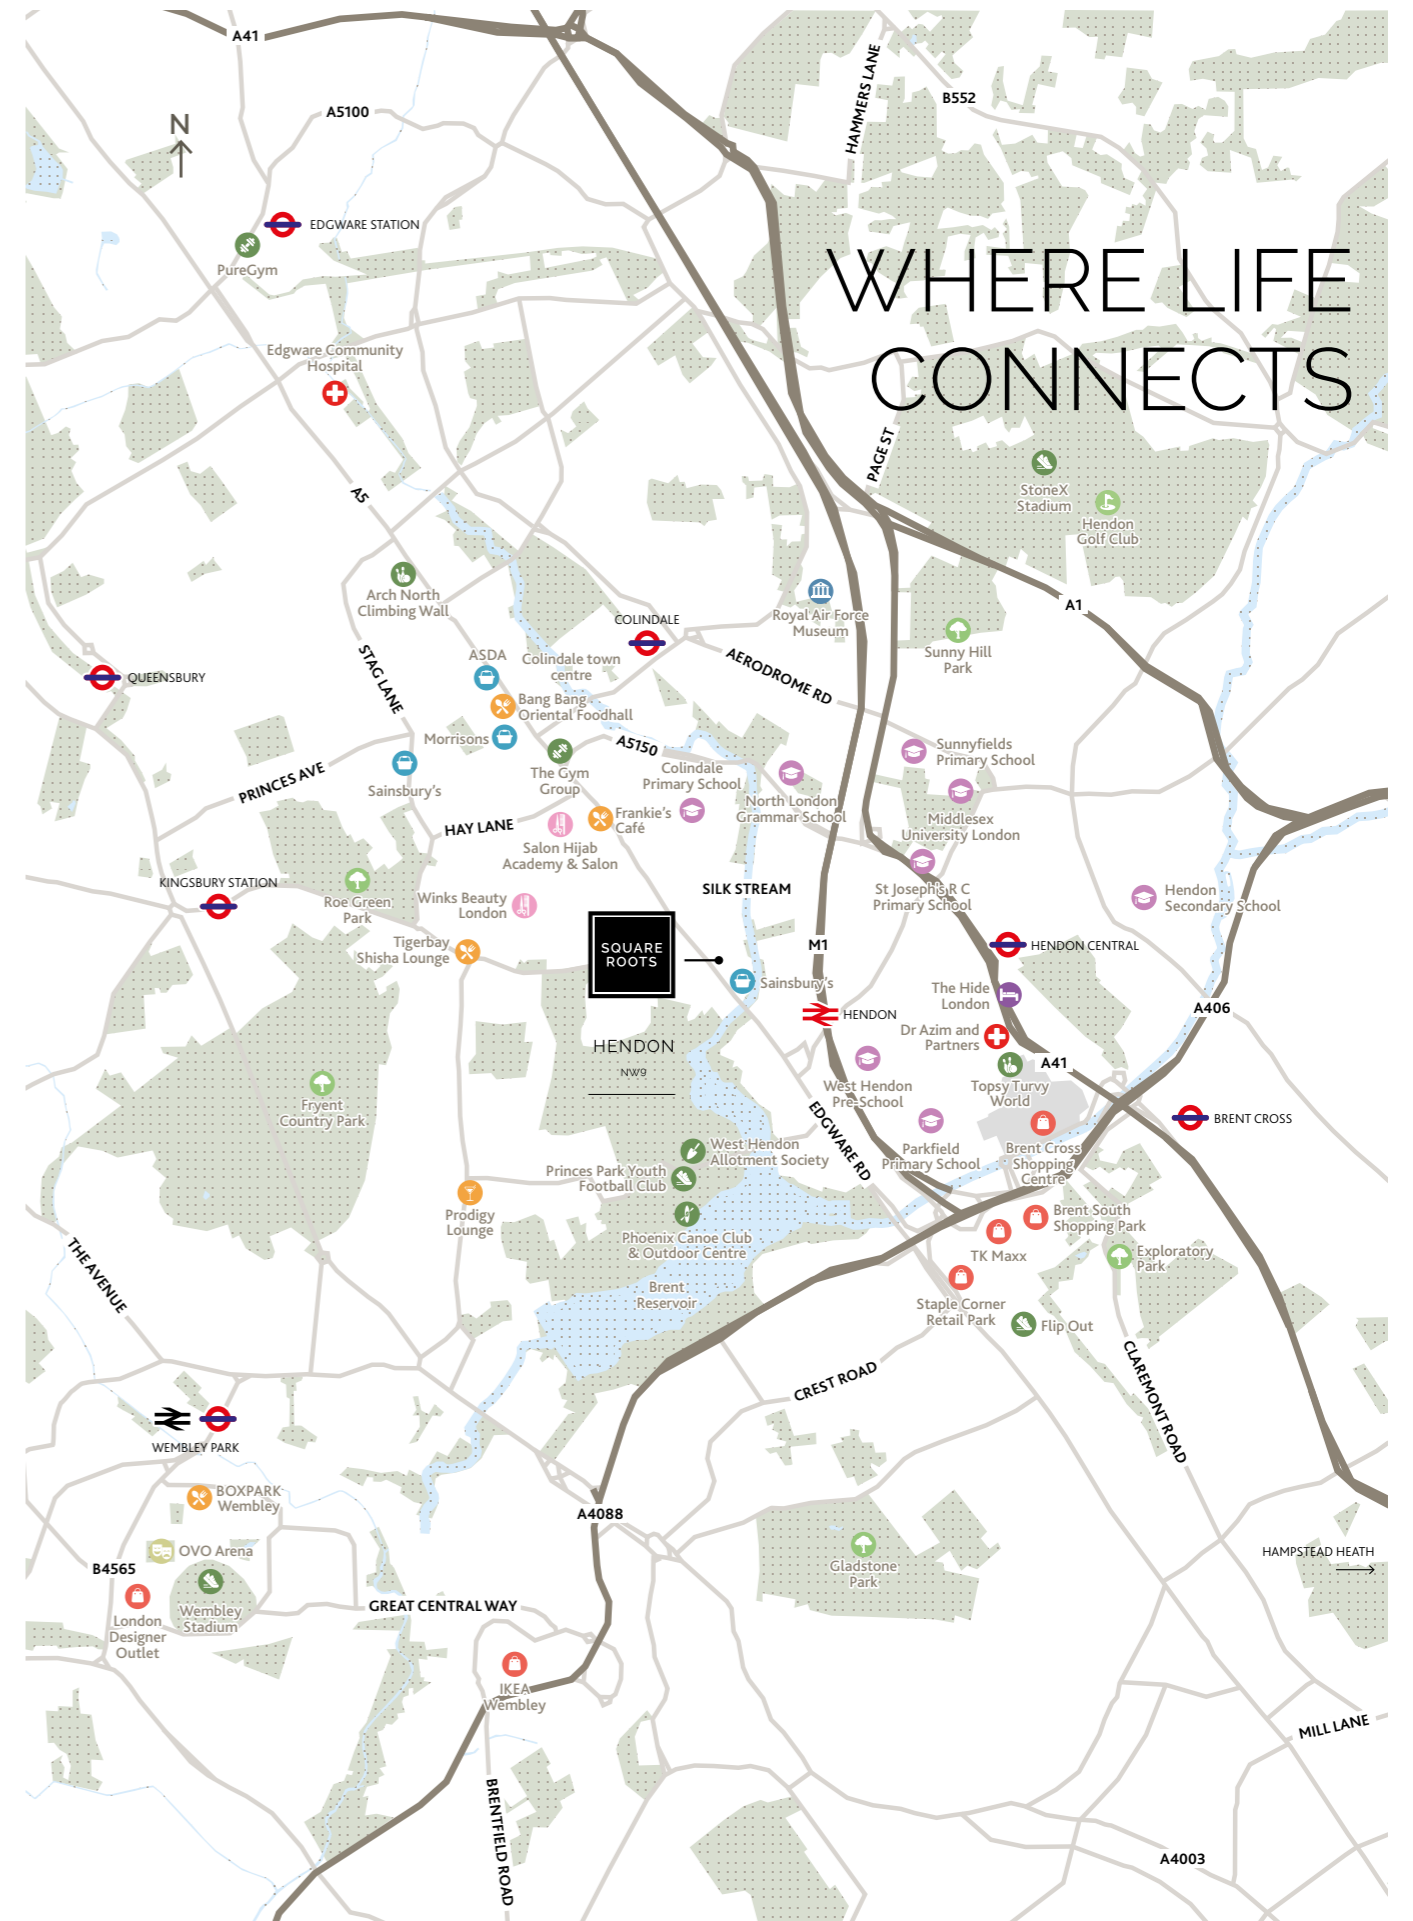 A41
A5100
HAMMERS LANE
B552
N
EDGWARE STATION
PureGym
WHERE LIFE
CONNECTS
Edgware Community
Hospital
PAGE ST
A5
StoneX
Stadium
Hendon
Golf Club
Arch North
Climbing Wall
Royal Air Force
Museum
A1
COLINDALE
Sunny Hill
Park
STAG LANE
ASDA
Colindale town
centre
AERODROME RD
QUEENSBURY
Bang Bang
Oriental Foodhall
Morrisons
A5150
Sunnyfields
Primary School
PRINCES AVE
Sainsbury's
The Gym
Group
Colindale
Primary School
North London
Grammar School
Middlesex
University London
HAY LANE
Frankie's
Café
Salon Hijab
Academy & Salon
KINGSBURY STATION
Roe Green
Park
Winks Beauty
London
SILK STREAM
St Joseph's R C
Primary School
Hendon
Secondary School
Tigerbay
Shisha Lounge
SQUARE
ROOTS
M1
HENDON CENTRAL
Sainsbury's
The Hide
London
A406
HENDON
HENDON
NW9
Dr Azim and
Partners
A41
West Hendon
Pre-School
Topsy Turvy
World
Fryent
Country Park
EDGWARE RD
BRENT CROSS
West Hendon
Allotment Society
Parkfield
Primary School
Brent Cross
Shopping
Centre
Princes Park Youth
Football Club
Prodigy
Lounge
Phoenix Canoe Club
& Outdoor Centre
Brent South
Shopping Park
TK Maxx
Exploratory
Park
THE AVENUE
Brent
Reservoir
Staple Corner
Retail Park
Flip Out
CREST ROAD
CLAREMONT ROAD
WEMBLEY PARK
BOXPARK
Wembley
A4088
OVO Arena
B4565
Gladstone
Park
HAMPSTEAD HEATH
London
Designer
Outlet
Wembley
Stadium
GREAT CENTRAL WAY
IKEA
Wembley
MILL LANE
BRENTFIELD ROAD
A4003